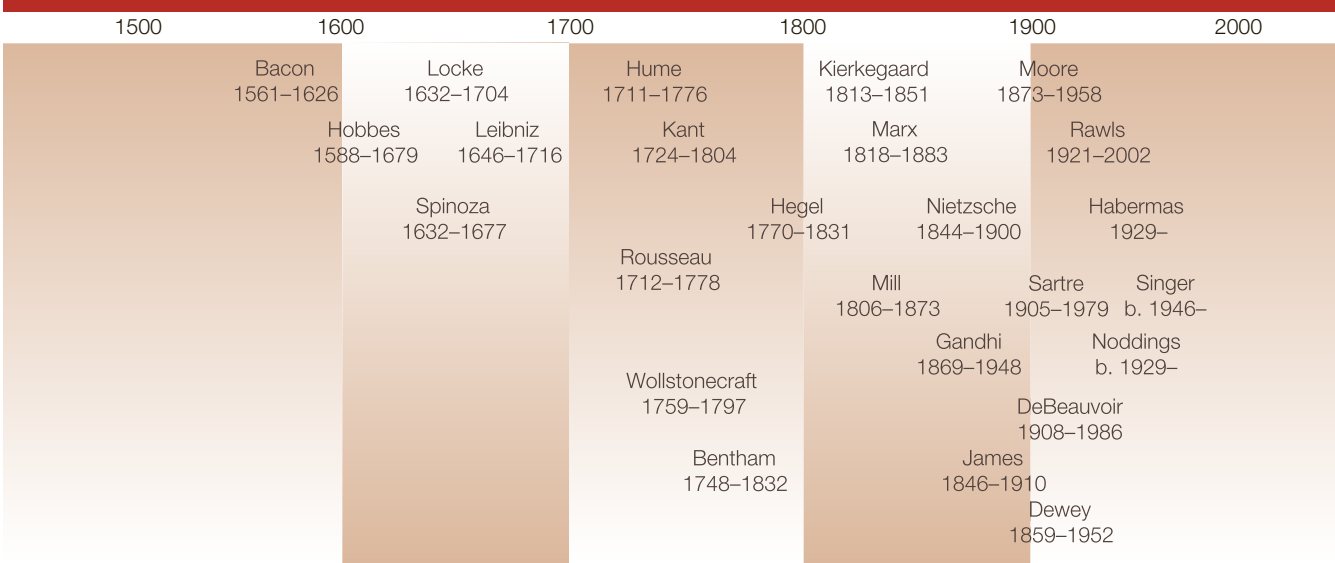 1500 1600 1700 1800 1900 2000
Bacon Locke Hume Kierkegaard Moore
1561–1626 1632–1704 1711–1776 1813–1851 1873–1958
Hobbes Leibniz Kant Marx Rawls
1588–1679 1646–1716 1724–1804 1818–1883 1921–2002
Spinoza Hegel Nietzsche Habermas
1632–1677 1770–1831 1844–1900 1929–
Rousseau
1712–1778
Mill Sartre Singer
1806–1873 1905–1979 b. 1946–
Gandhi Noddings
1869–1948 b. 1929–
Wollstonecraft
1759–1797
DeBeauvoir
1908–1986
Bentham James
1748–1832 1846–1910
Dewey
1859–1952